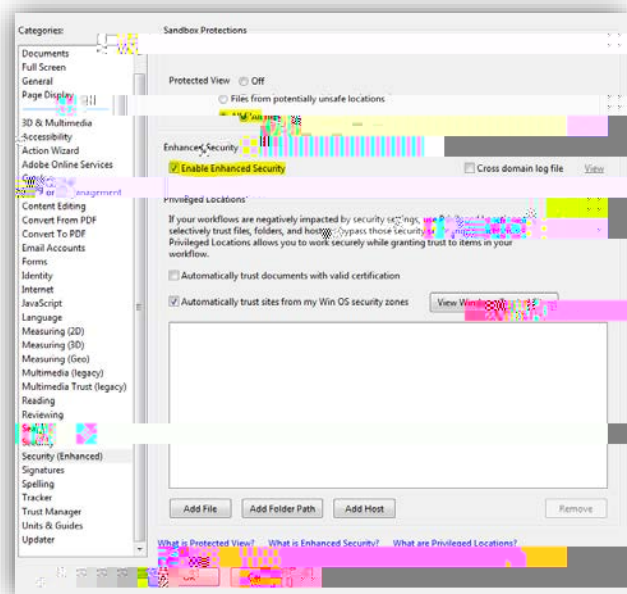 Categories:
Documents
Full Screen
General
Page Display
3D & Multimedia
Accessibility
Action Wizard
Adobe Online Services
Content Editing
Convert From PDF
Convert To PDF
Email Accounts
Forms
Identity
Internet
JavaScript
Language
Measuring (2D)
Measuring (3D)
Measuring (Geo)
Multimedia (legacy)
Multimedia Trust (legacy)
Reading
Reviewing
Security
Security (Enhanced)
Signatures
Spelling
Tracker
Trust Manager
Units & Guides
Updater
Sandbox Protections
Protected View Off
Files from potentially unsafe locations
Enhanced Security
Enable Enhanced Security Cross domain log file View
Privileged Locations
If your workflows are negatively impacted by security settings, use
selectively trust files, folders, and hosts bypass those security
Privileged Locations allows you to work securely while granting trust to items in your
workflow.
Automatically trust documents with valid certification
Automatically trust sites from my Win OS security zones View
Add File Add Folder Path Add Host Remove
What is Protected View? What is Enhanced Security? What are Privileged Locations?
OK